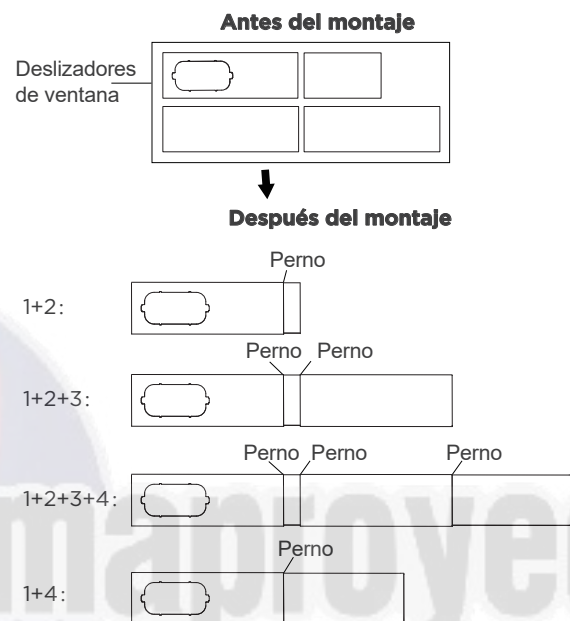 Antes del montaje
Deslizadores
de ventana
Después del montaje
Perno
1+2:
Perno Perno
1+2+3:
Perno Perno Perno
1+2+3+4:
Perno
1+4:
maproye